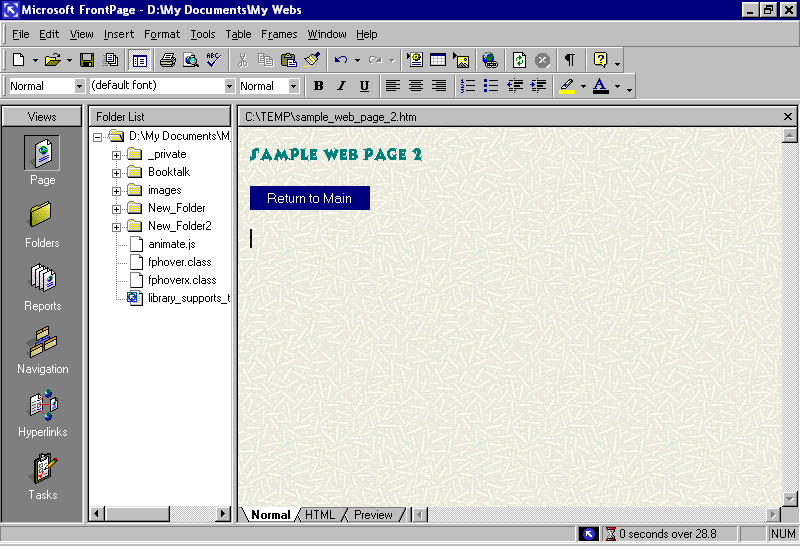 Microsoft FrontPage - D:\My Documents\My Webs
File Edit View Insert Format Tools Table Frames Window Help
Normal (default font) Normal B I U A
Views
Page
Folders
Reports
Navigation
Hyperlinks
Tasks
Folder List
D:\My Documents\M
_private
Booktalk
images
New_Folder
New_Folder2
animate.js
fphover.class
fphoverx.class
library_supports_t
C:\TEMP\sample_web_page_2.htm
SAMPLE WEB PAGE 2
Return to Main
Normal HTML Preview
0 seconds over 28.8 NUM